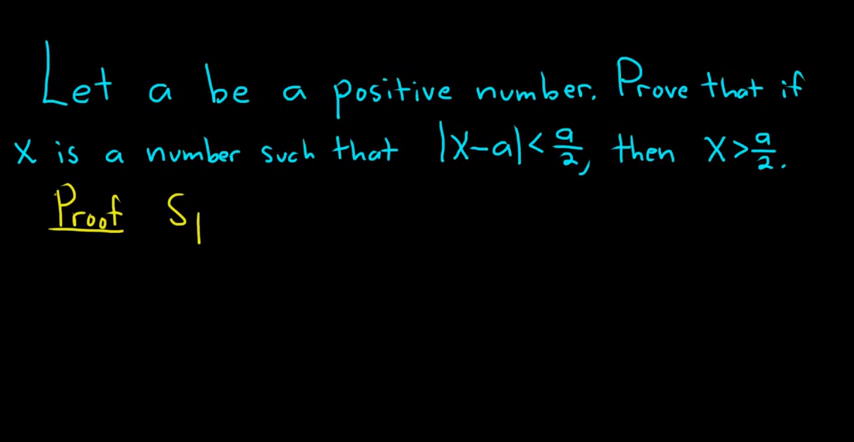 Let a be a positive number. Prove that if
x is a number such that |x-a| < a/2, then x > a/2.
Proof S